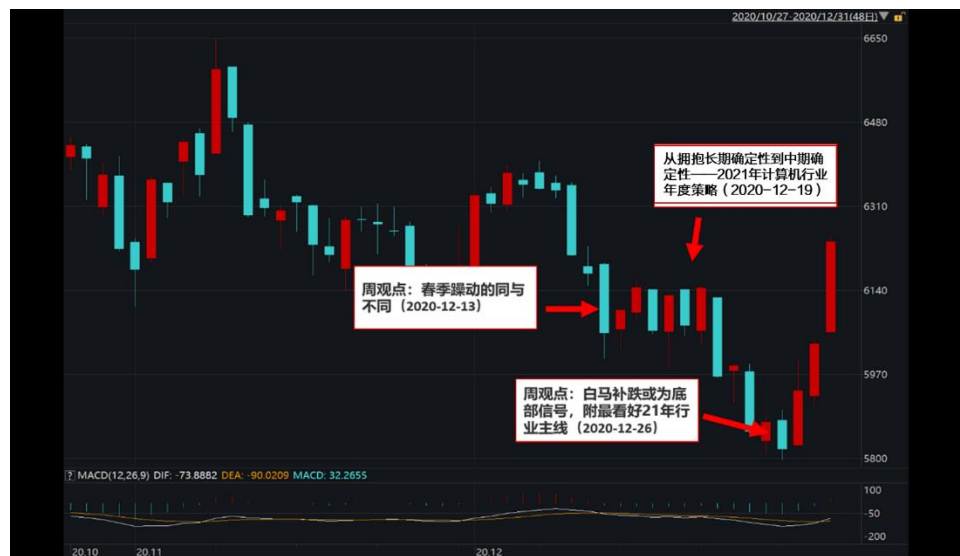 2020/10/27-2020/12/31(48日)
6650
6480
从拥抱长期确定性到中期确
定性——2021年计算机行业
年度策略（2020-12-19）
6310
周观点：春季躁动的同与
不同（2020-12-13）
6140
5970
周观点：白马补跌或为底
部信号，附最看好21年行
业主线（2020-12-26）
5800
? MACD(12,26,9) DIF: -73.8882 DEA: -90.0209 MACD: 32.2655
100
-50
-200
20.10 20.11 20.12